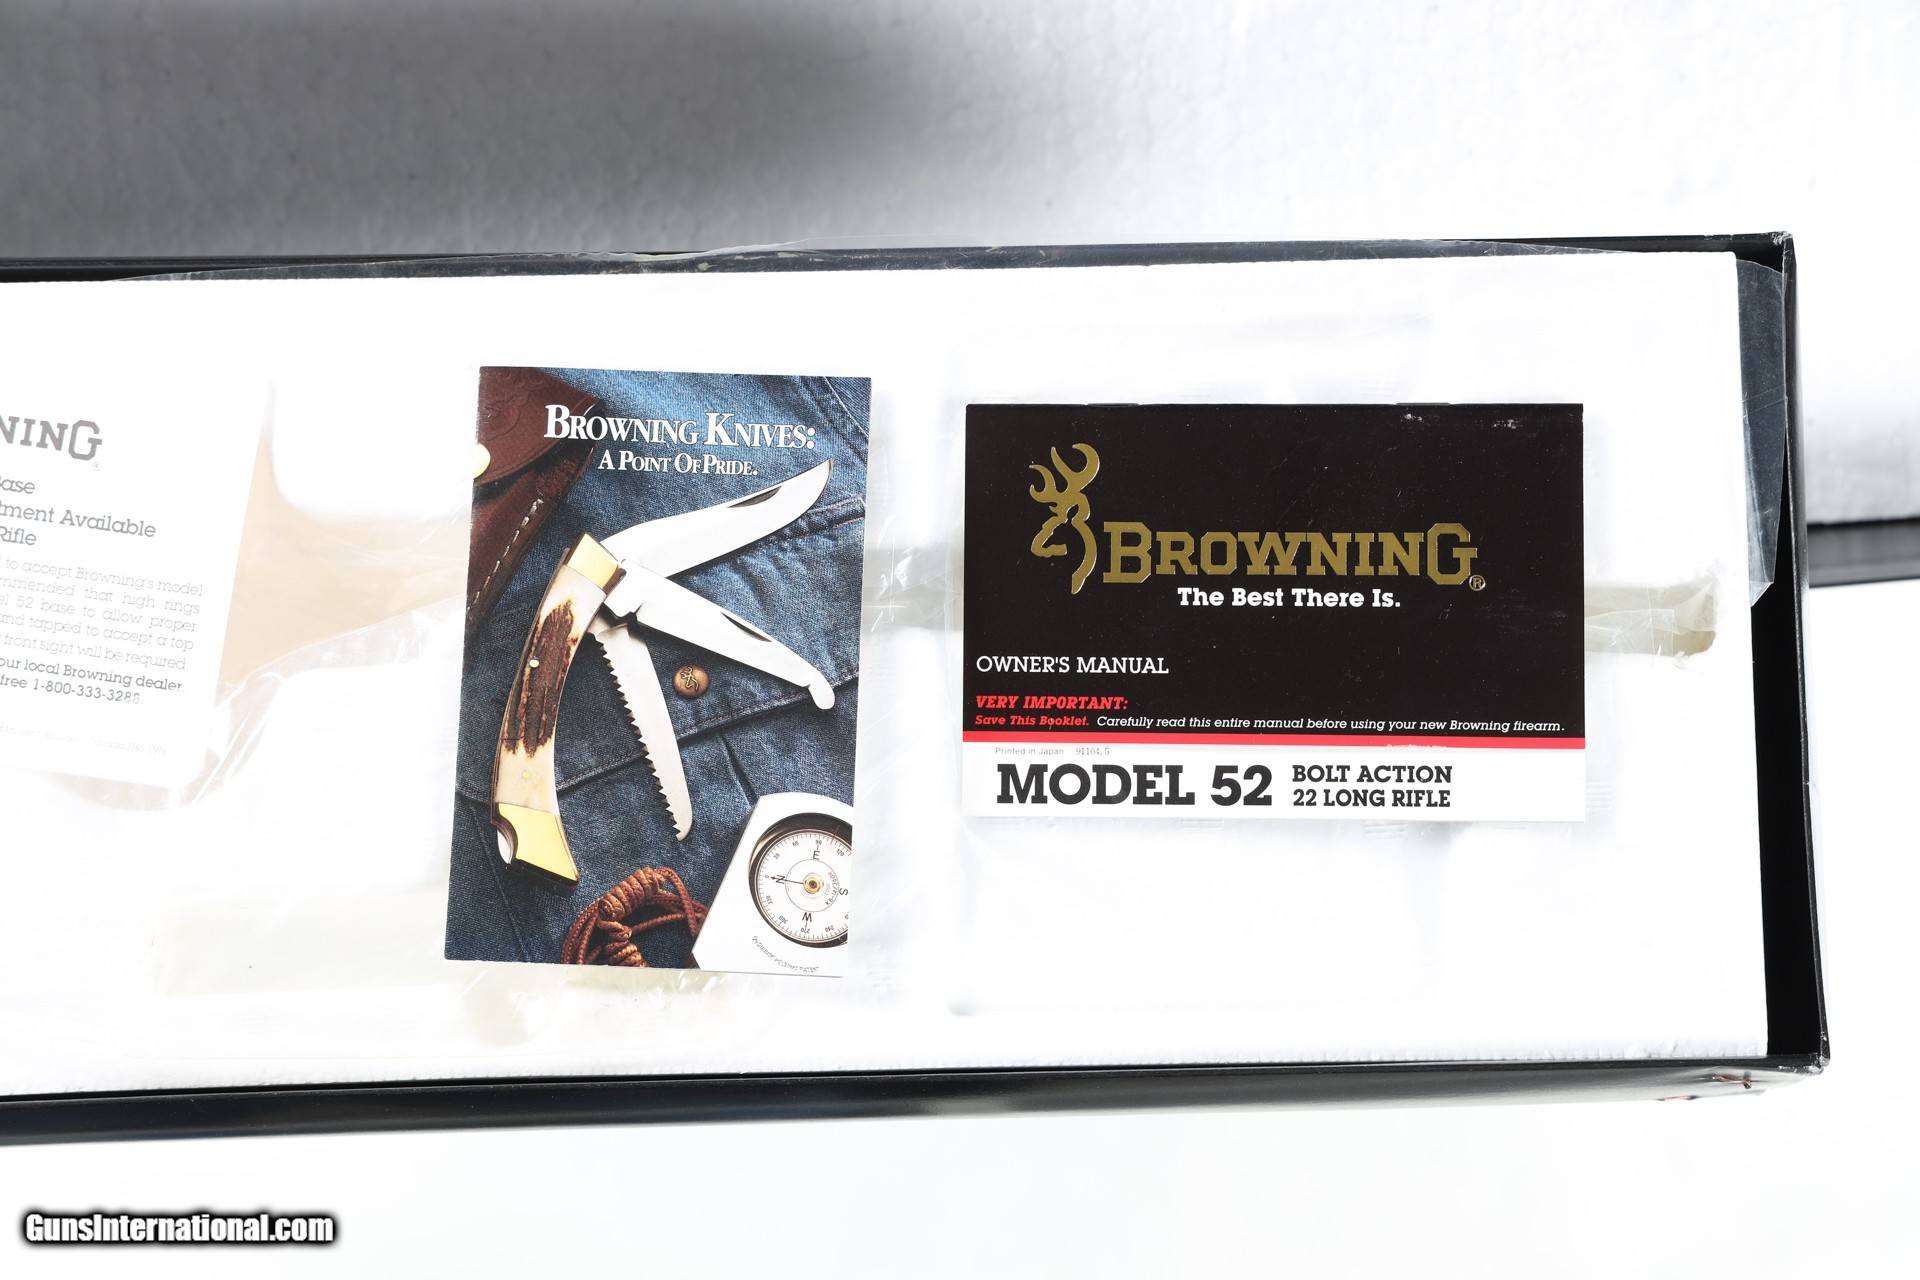 NING
®
ase
tment Available
Rifle
to accept Browning's model
mmended that high rings
el 52 base to allow proper
and tapped to accept a top
front sight will be required.
our local Browning dealer
free 1-800-333-3288.
BROWNING KNIVES:
A POINT OF PRIDE.
E
N
S
W
BROWNING®
The Best There Is.
OWNER'S MANUAL
VERY IMPORTANT:
Save This Booklet. Carefully read this entire manual before using your new Browning firearm.
Printed in Japan 91104.5
MODEL 52 BOLT ACTION
22 LONG RIFLE
GunsInternational.com